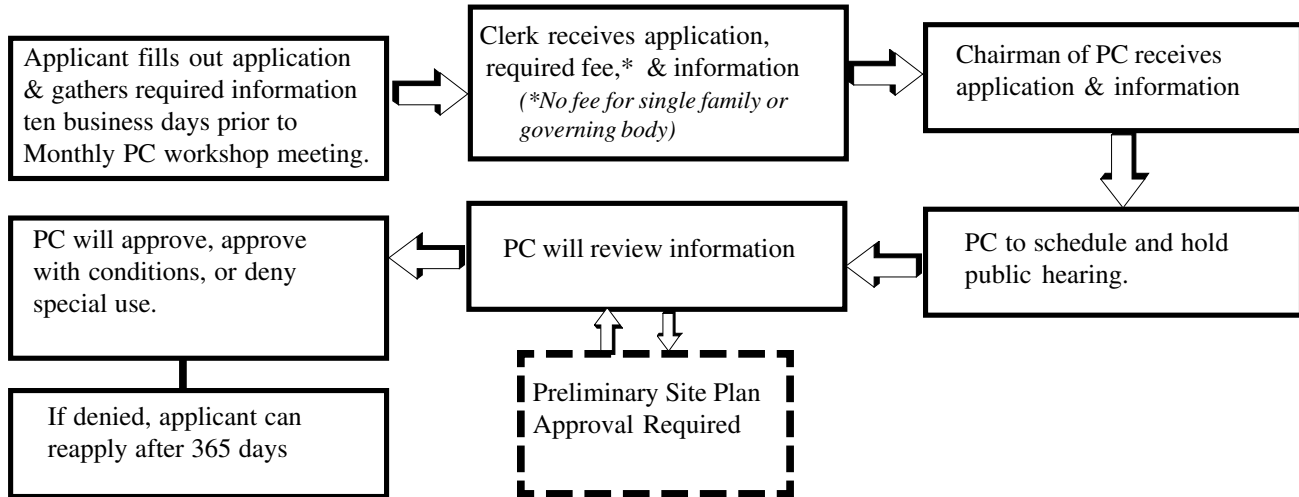 Applicant fills out application
& gathers required information
ten business days prior to
Monthly PC workshop meeting.
Clerk receives application,
required fee,* & information
(*No fee for single family or
governing body)
Chairman of PC receives
application & information
PC to schedule and hold
public hearing.
PC will review information
Preliminary Site Plan
Approval Required
PC will approve, approve
with conditions, or deny
special use.
If denied, applicant can
reapply after 365 days